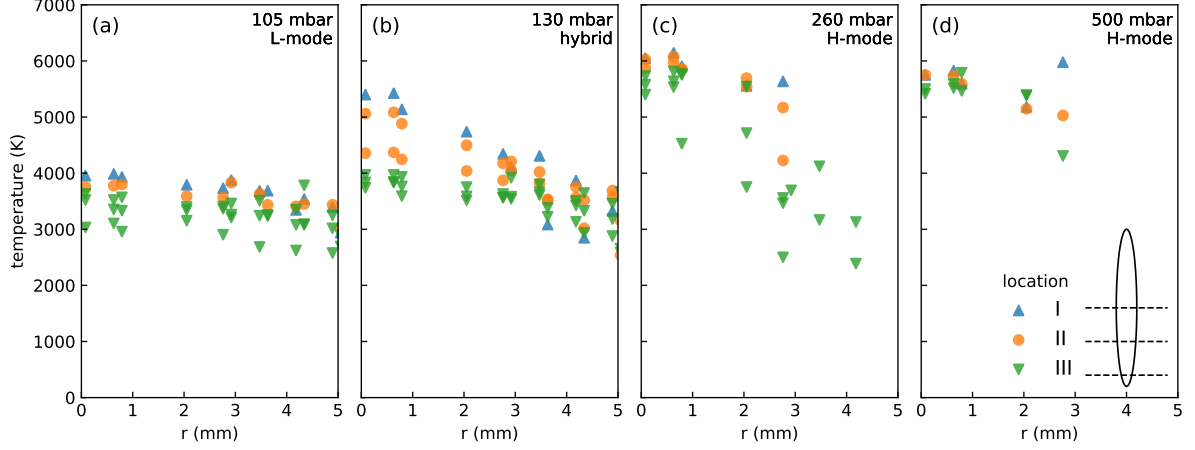 (a)
105 mbar
L-mode
(b)
130 mbar
hybrid
(c)
260 mbar
H-mode
(d)
500 mbar
H-mode
7000
6000
5000
4000
3000
2000
1000
0
temperature (K)
location
I
II
III
0 1 2 3 4 5
0 1 2 3 4 5
0 1 2 3 4 5
0 1 2 3 4 5
r (mm)
r (mm)
r (mm)
r (mm)